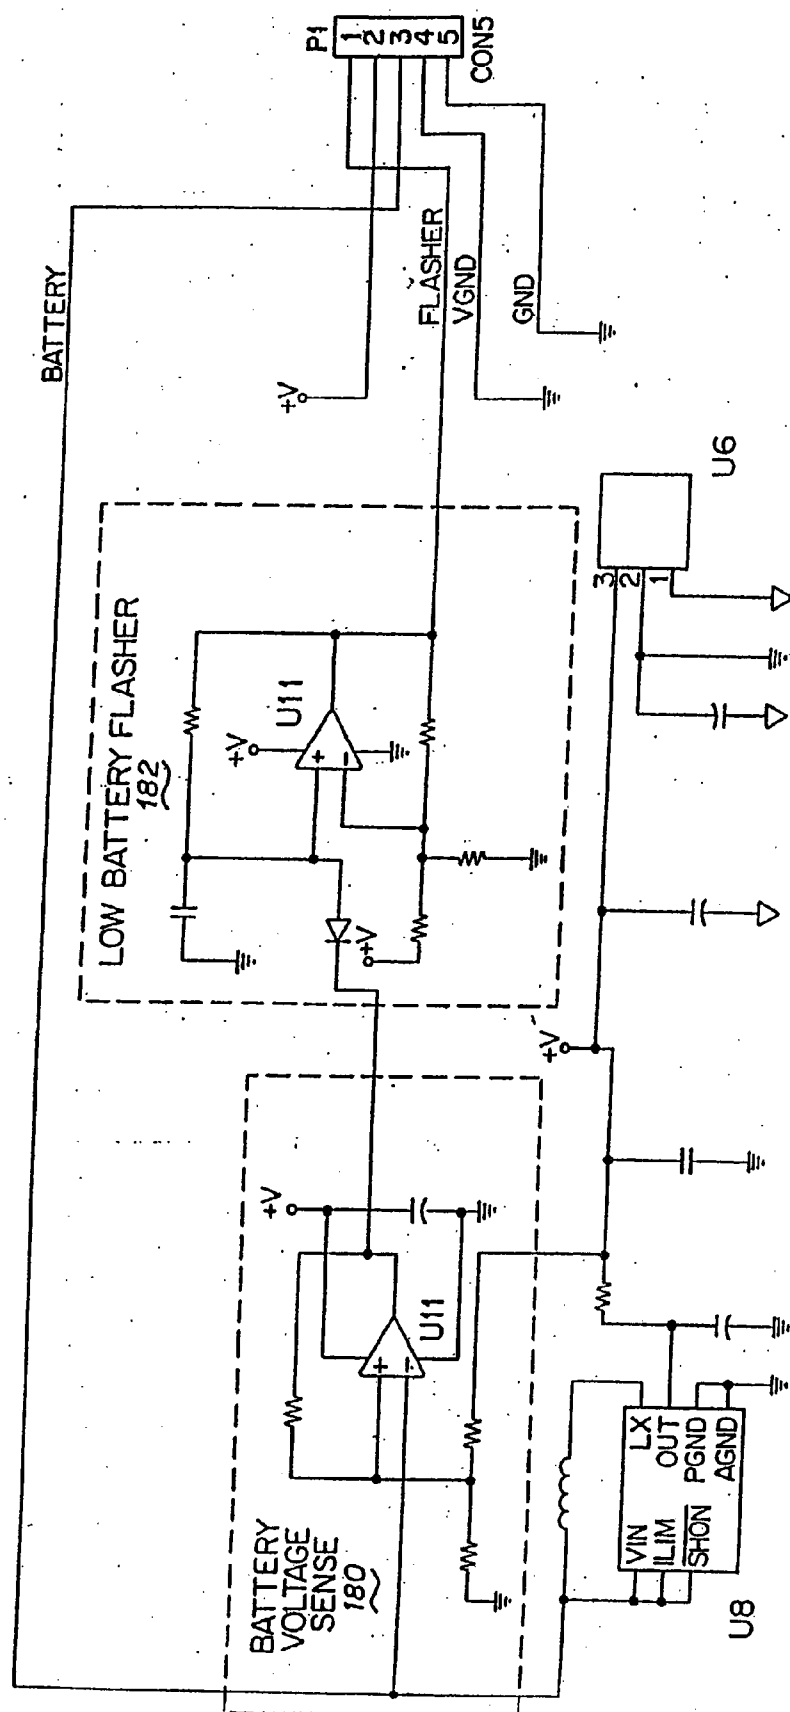 P1
1
2
3
4
5
CON5
BATTERY
FLASHER
VGND
GND
+V
LOW BATTERY FLASHER
182
+V
U11
+
−
+V
U6
3
2
1
+V
BATTERY
VOLTAGE
SENSE
180
+V
U11
+
−
VIN
ILIM
SHON
LX
OUT
PGND
AGND
U8